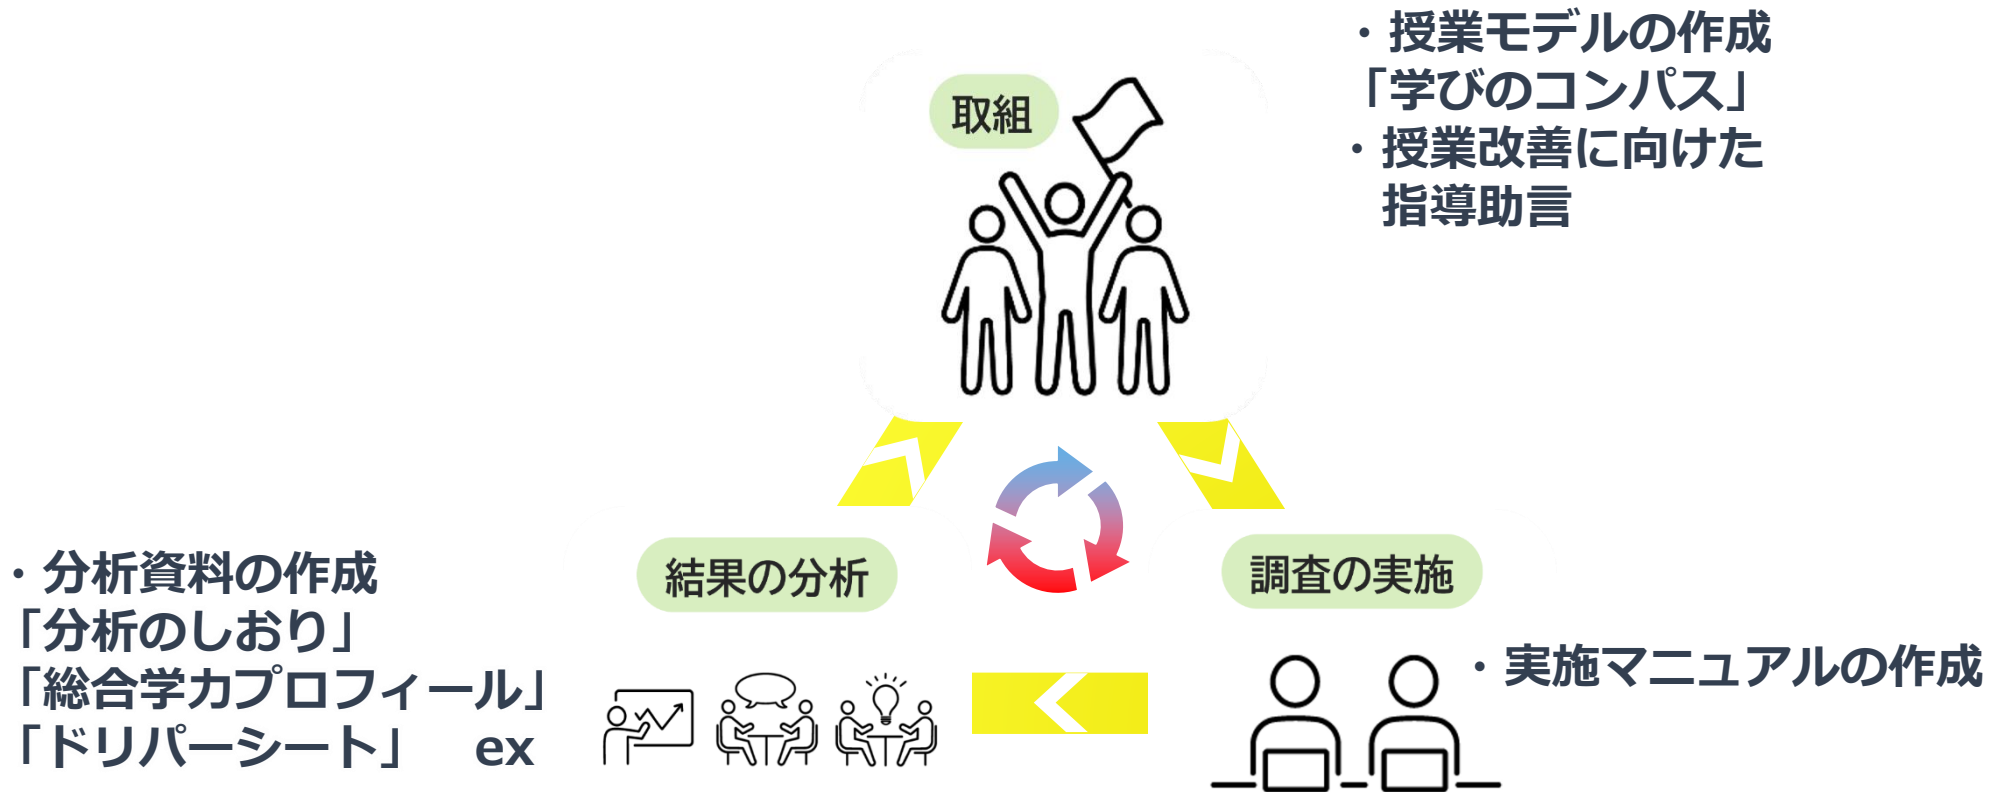 ・授業モデルの作成
「学びのコンパス」
・授業改善に向けた
指導助言
取組
結果の分析
調査の実施
・分析資料の作成
「分析のしおり」
「総合学力プロフィール」
「ドリパーシート」　ex
・実施マニュアルの作成